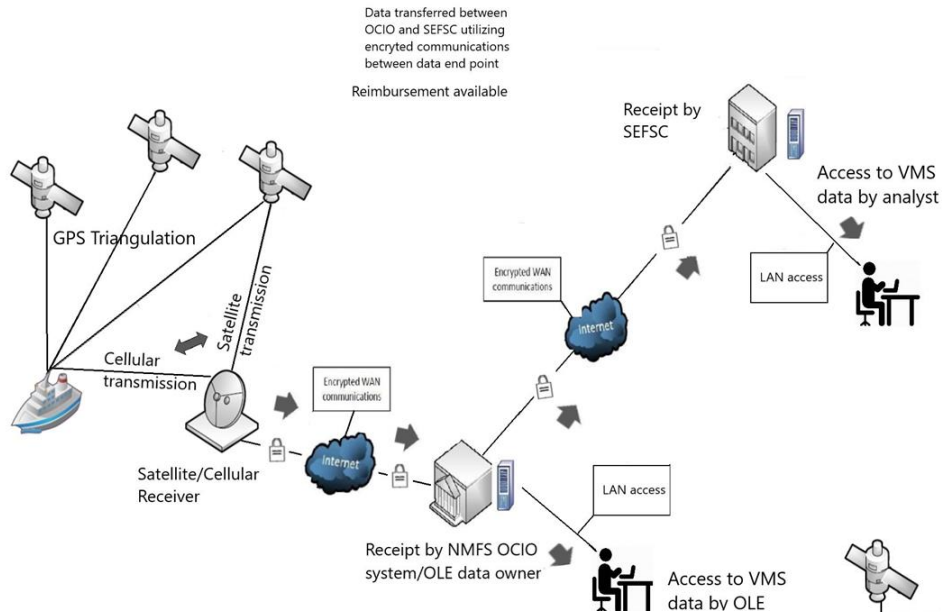 Data transferred between
OCIO and SEFSC utilizing
encryted communications
between data end point
Reimbursement available
Receipt by
SEFSC
Access to VMS
data by analyst
GPS Triangulation
LAN access
Encrypted WAN
communications
Internet
Satellite
transmission
Cellular
transmission
Encrypted WAN
communications
Internet
Satellite/Cellular
Receiver
LAN access
Receipt by NMFS OCIO
system/OLE data owner
Access to VMS
data by OLE